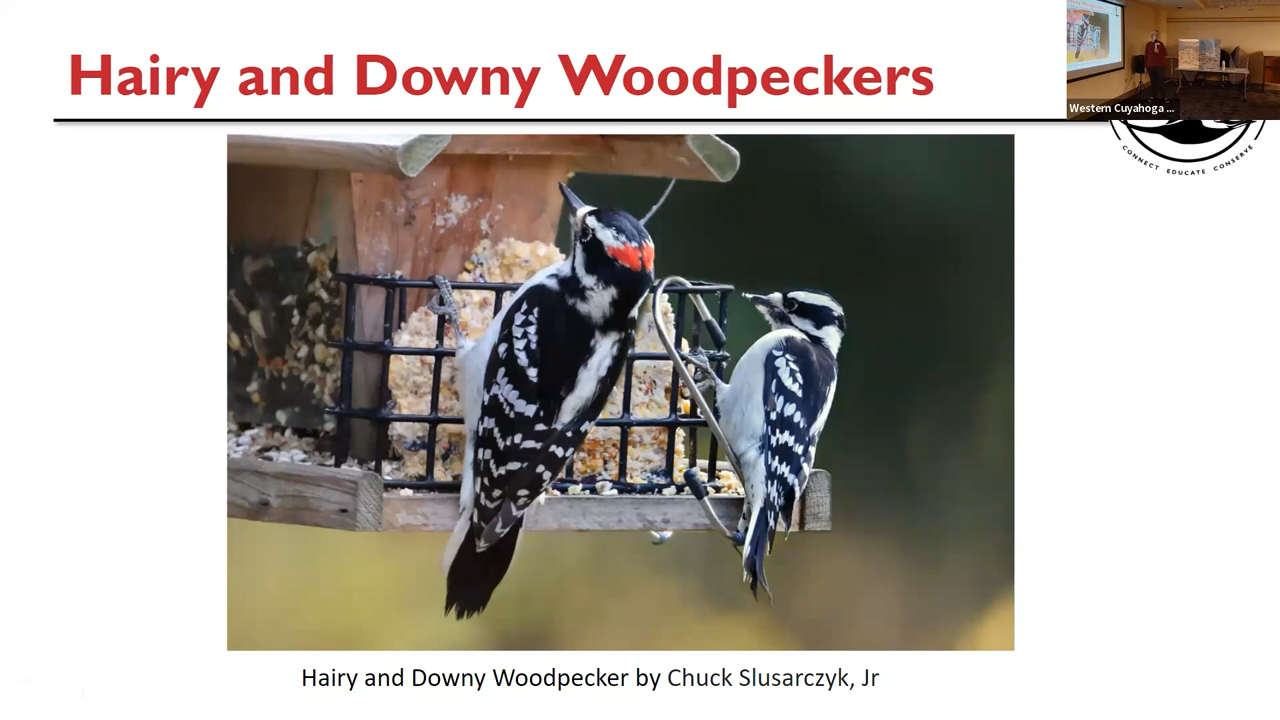 Hairy and Downy Woodpeckers
Western Cuyahoga ...
CONNECT EDUCATE CONSERVE
Hairy and Downy Woodpecker by Chuck Slusarczyk, Jr